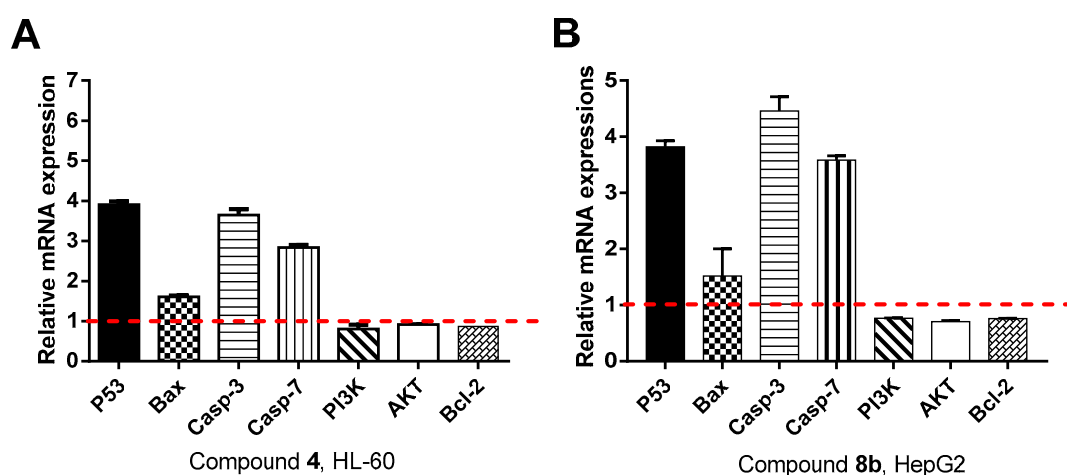 A
Relative mRNA expression
7
6
5
4
3
2
1
0
P53
Bax
Casp-3
Casp-7
PI3K
AKT
Bcl-2
Compound 4, HL-60
B
Relative mRNA expressions
5
4
3
2
1
0
P53
Bax
Casp-3
Casp-7
PI3K
AKT
Bcl-2
Compound 8b, HepG2